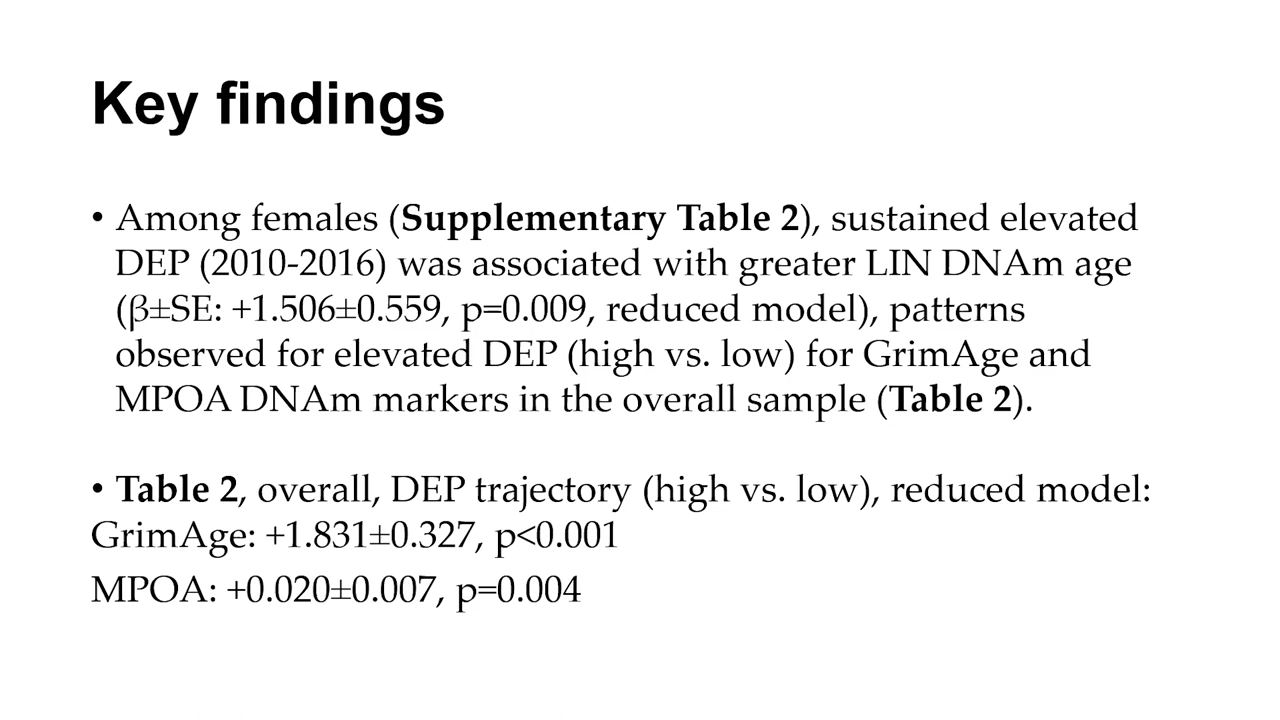 Key findings
• Among females (Supplementary Table 2), sustained elevated
DEP (2010-2016) was associated with greater LIN DNAm age
(β±SE: +1.506±0.559, p=0.009, reduced model), patterns
observed for elevated DEP (high vs. low) for GrimAge and
MPOA DNAm markers in the overall sample (Table 2).
• Table 2, overall, DEP trajectory (high vs. low), reduced model:
GrimAge: +1.831±0.327, p<0.001
MPOA: +0.020±0.007, p=0.004